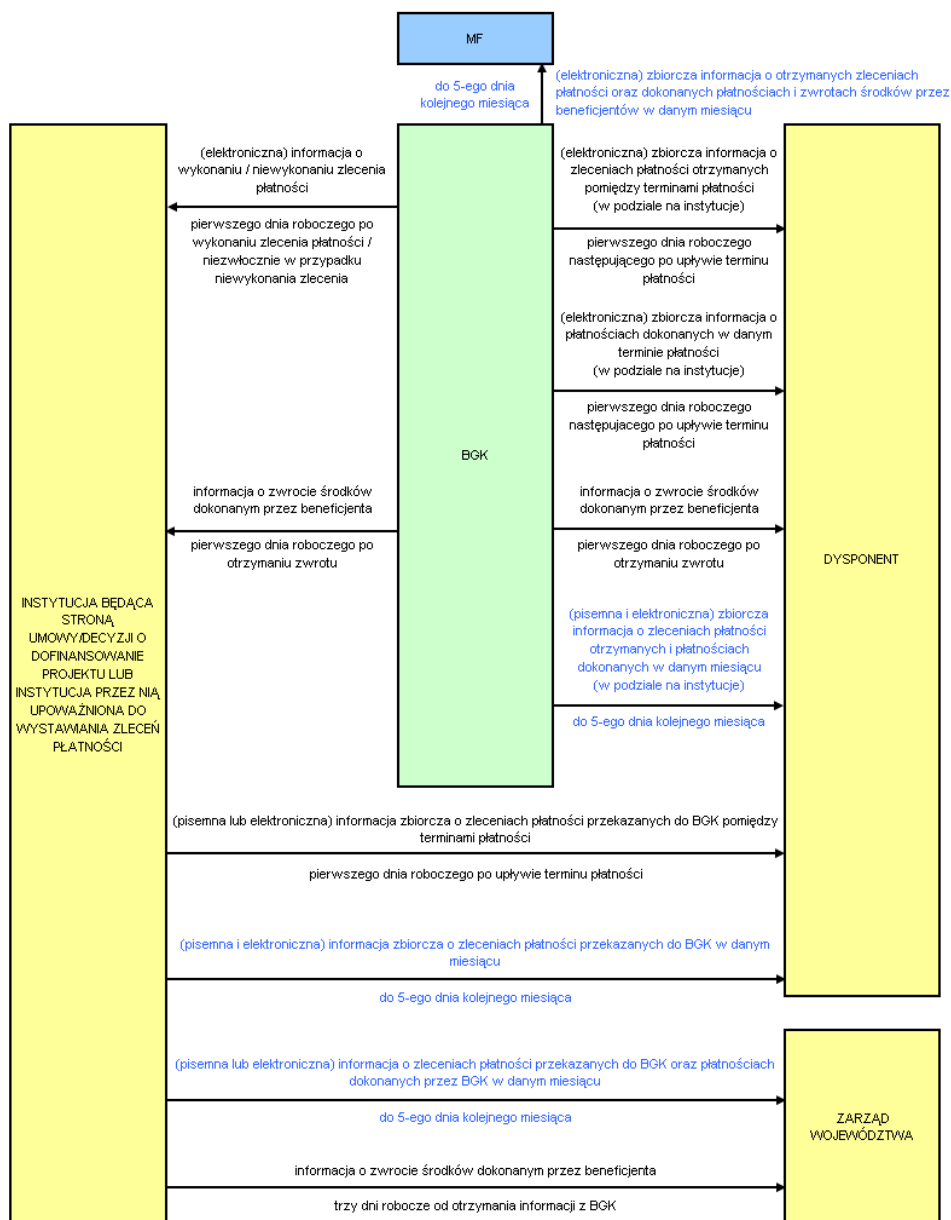 MF
do 5-ego dnia
kolejnego miesiąca
(elektroniczna) zbiorcza informacja o otrzymanych zleceniach
płatności oraz dokonanych płatnościach i zwrotach środków przez
beneficjentów w danym miesiącu
(elektroniczna) informacja o
wykonaniu / niewykonaniu zlecenia
płatności
pierwszego dnia roboczego po
wykonaniu zlecenia płatności /
niezwłocznie w przypadku
niewykonania zlecenia
(elektroniczna) zbiorcza informacja o
zleceniach płatności otrzymanych
pomiędzy terminami płatności
(w podziale na instytucje)
pierwszego dnia roboczego
następującego po upływie terminu
płatności
(elektroniczna) zbiorcza informacja o
płatnościach dokonanych w danym
terminie płatności
(w podziale na instytucje)
pierwszego dnia roboczego
następujacego po upływie terminu
płatności
BGK
informacja o zwrocie środków
dokonanym przez beneficjenta
pierwszego dnia roboczego po
otrzymaniu zwrotu
informacja o zwrocie środków
dokonanym przez beneficjenta
pierwszego dnia roboczego po
otrzymaniu zwrotu
DYSPONENT
INSTYTUCJA BĘDĄCA
STRONĄ
UMOWY/DECYZJI O
DOFINANSOWANIE
PROJEKTU LUB
INSTYTUCJA PRZEZ NIĄ
UPOWAŻNIONA DO
WYSTAWIANIA ZLECEŃ
PŁATNOŚCI
(pisemna i elektroniczna) zbiorcza
informacja o zleceniach płatności
otrzymanych i płatnościach
dokonanych w danym miesiącu
(w podziale na instytucje)
do 5-ego dnia kolejnego miesiąca
(pisemna lub elektroniczna) informacja zbiorcza o zleceniach płatności przekazanych do BGK pomiędzy
terminami płatności
pierwszego dnia roboczego po upływie terminu płatności
(pisemna i elektroniczna) informacja zbiorcza o zleceniach płatności przekazanych do BGK w danym
miesiącu
do 5-ego dnia kolejnego miesiąca
(pisemna lub elektroniczna) informacja o zleceniach płatności przekazanych do BGK oraz płatnościach
dokonanych przez BGK w danym miesiącu
do 5-ego dnia kolejnego miesiąca
ZARZĄD
WOJEWÓDZTWA
informacja o zwrocie środków dokonanym przez beneficjenta
trzy dni robocze od otrzymania informacji z BGK